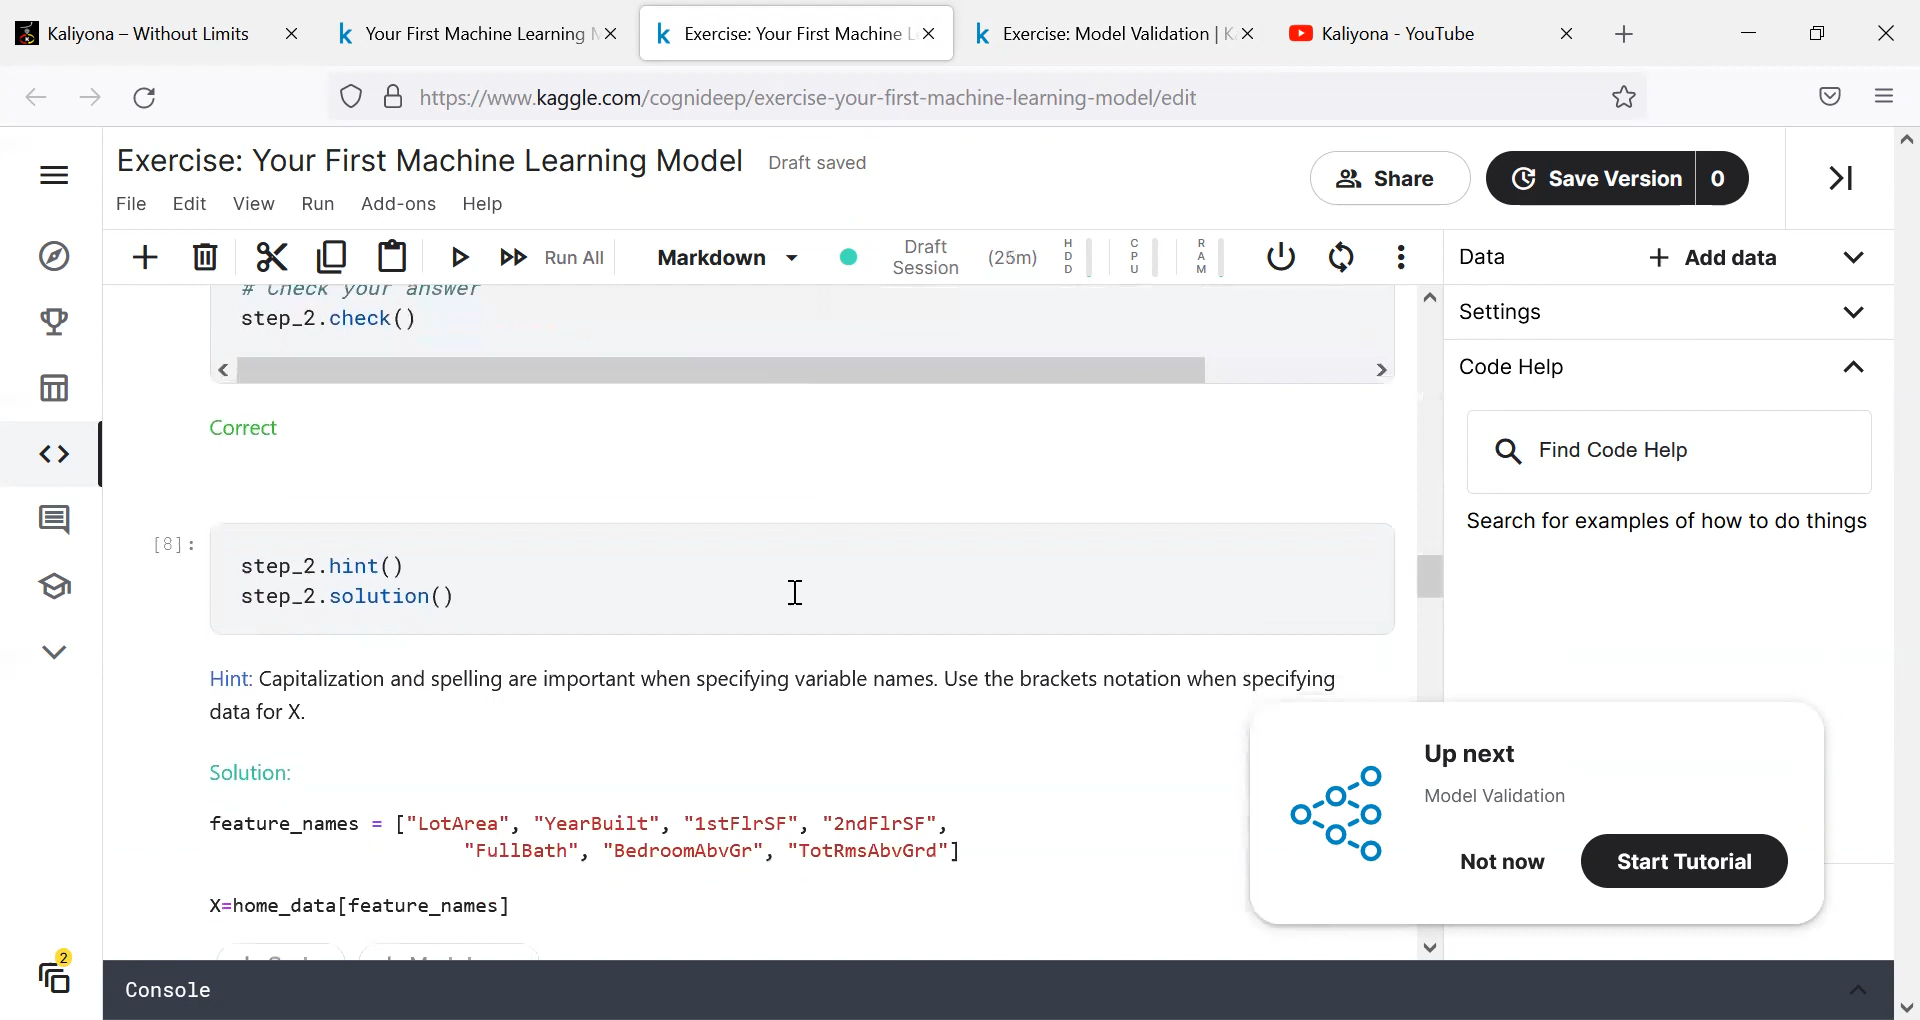 Kaliyona – Without Limits
Your First Machine Learning
Exercise: Your First Machine L
Exercise: Model Validation | K
Kaliyona - YouTube
https://www.kaggle.com/cognideep/exercise-your-first-machine-learning-model/edit
Exercise: Your First Machine Learning Model Draft saved
Share
Save Version 0
File Edit View Run Add-ons Help
Run All
Markdown
Draft Session (25m)
HDD
CPU
RAM
Data
+ Add data
Settings
Code Help
Find Code Help
Search for examples of how to do things
# Check your answer
step_2.check()
Correct
[8]:
step_2.hint()
step_2.solution()
Hint: Capitalization and spelling are important when specifying variable names. Use the brackets notation when specifying
data for X.
Solution:
feature_names = ["LotArea", "YearBuilt", "1stFlrSF", "2ndFlrSF",
"FullBath", "BedroomAbvGr", "TotRmsAbvGrd"]
X=home_data[feature_names]
Up next
Model Validation
Not now
Start Tutorial
2
Console